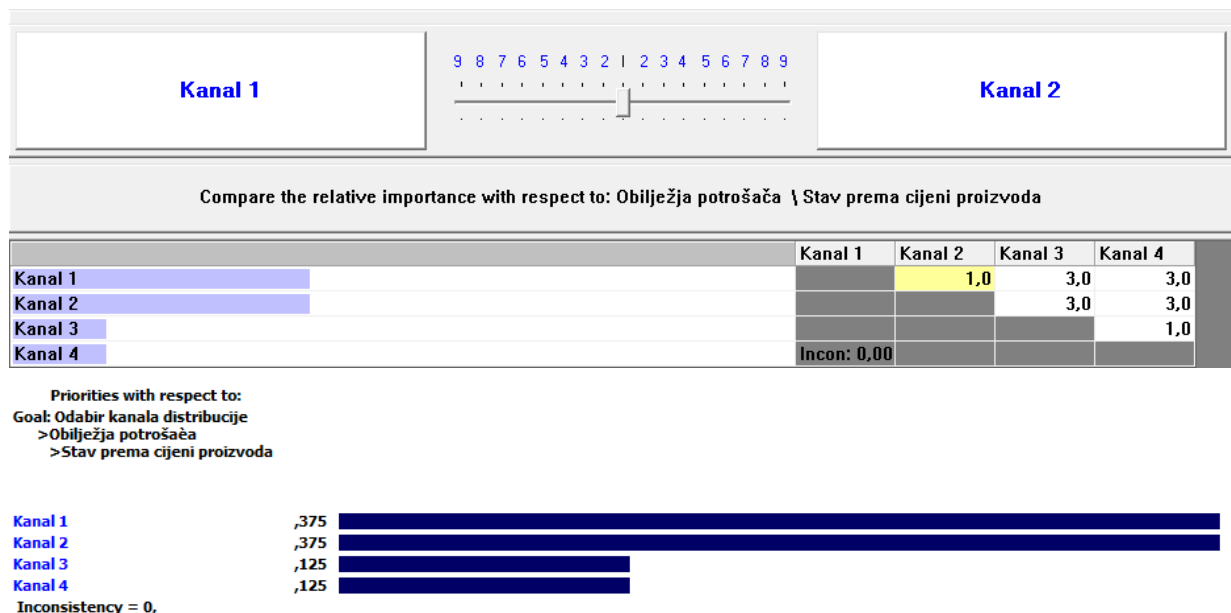 9 8 7 6 5 4 3 2 | 2 3 4 5 6 7 8 9
Kanal 1
Kanal 2
Compare the relative importance with respect to: Obilježja potrošača \ Stav prema cijeni proizvoda
Kanal 1 Kanal 2 Kanal 3 Kanal 4
Kanal 1 1,0 3,0 3,0
Kanal 2 3,0 3,0
Kanal 3 1,0
Kanal 4 Incon: 0,00
Priorities with respect to:
Goal: Odabir kanala distribucije
>Obilježja potrošaèa
>Stav prema cijeni proizvoda
Kanal 1 ,375
Kanal 2 ,375
Kanal 3 ,125
Kanal 4 ,125
Inconsistency = 0,